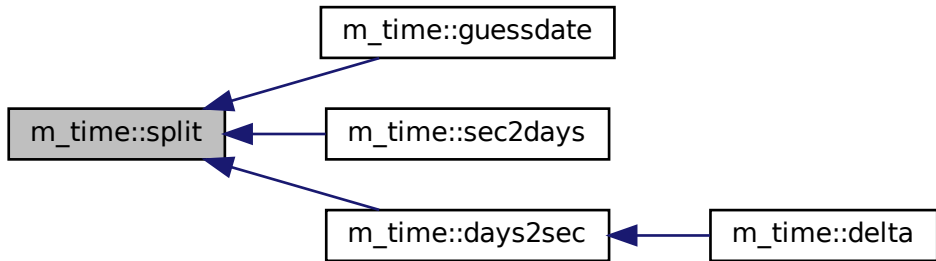 m_time::guessdate
m_time::split
m_time::sec2days
m_time::days2sec
m_time::delta